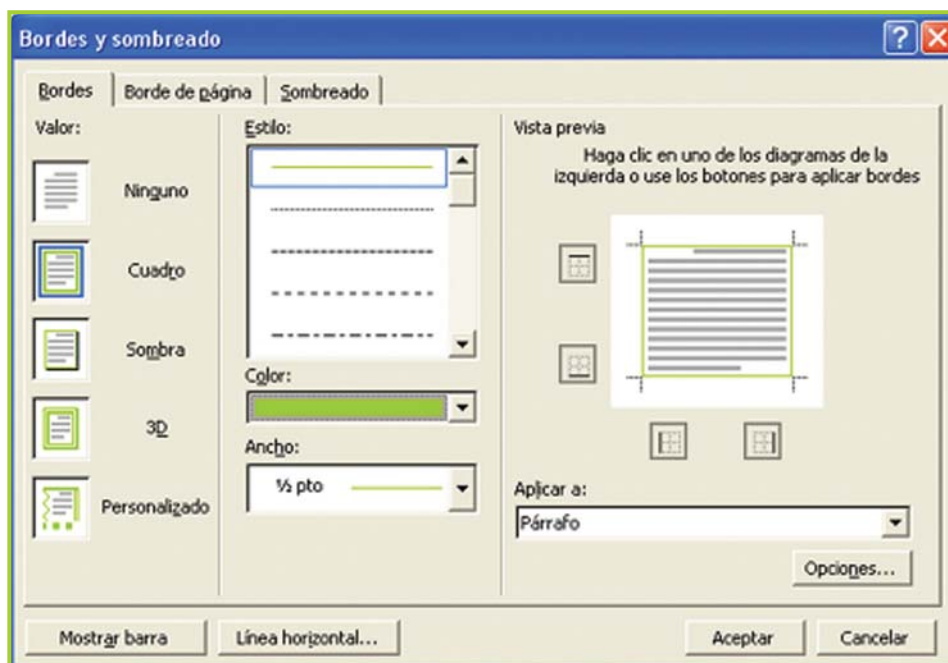 Bordes y sombreado
Bordes
Borde de página
Sombreado
Valor:
Ninguno
Cuadro
Sombra
3D
Personalizado
Estilo:
Color:
Ancho:
½ pto
Vista previa
Haga clic en uno de los diagramas de la
izquierda o use los botones para aplicar bordes
Aplicar a:
Párrafo
Opciones...
Mostrar barra
Línea horizontal...
Aceptar
Cancelar